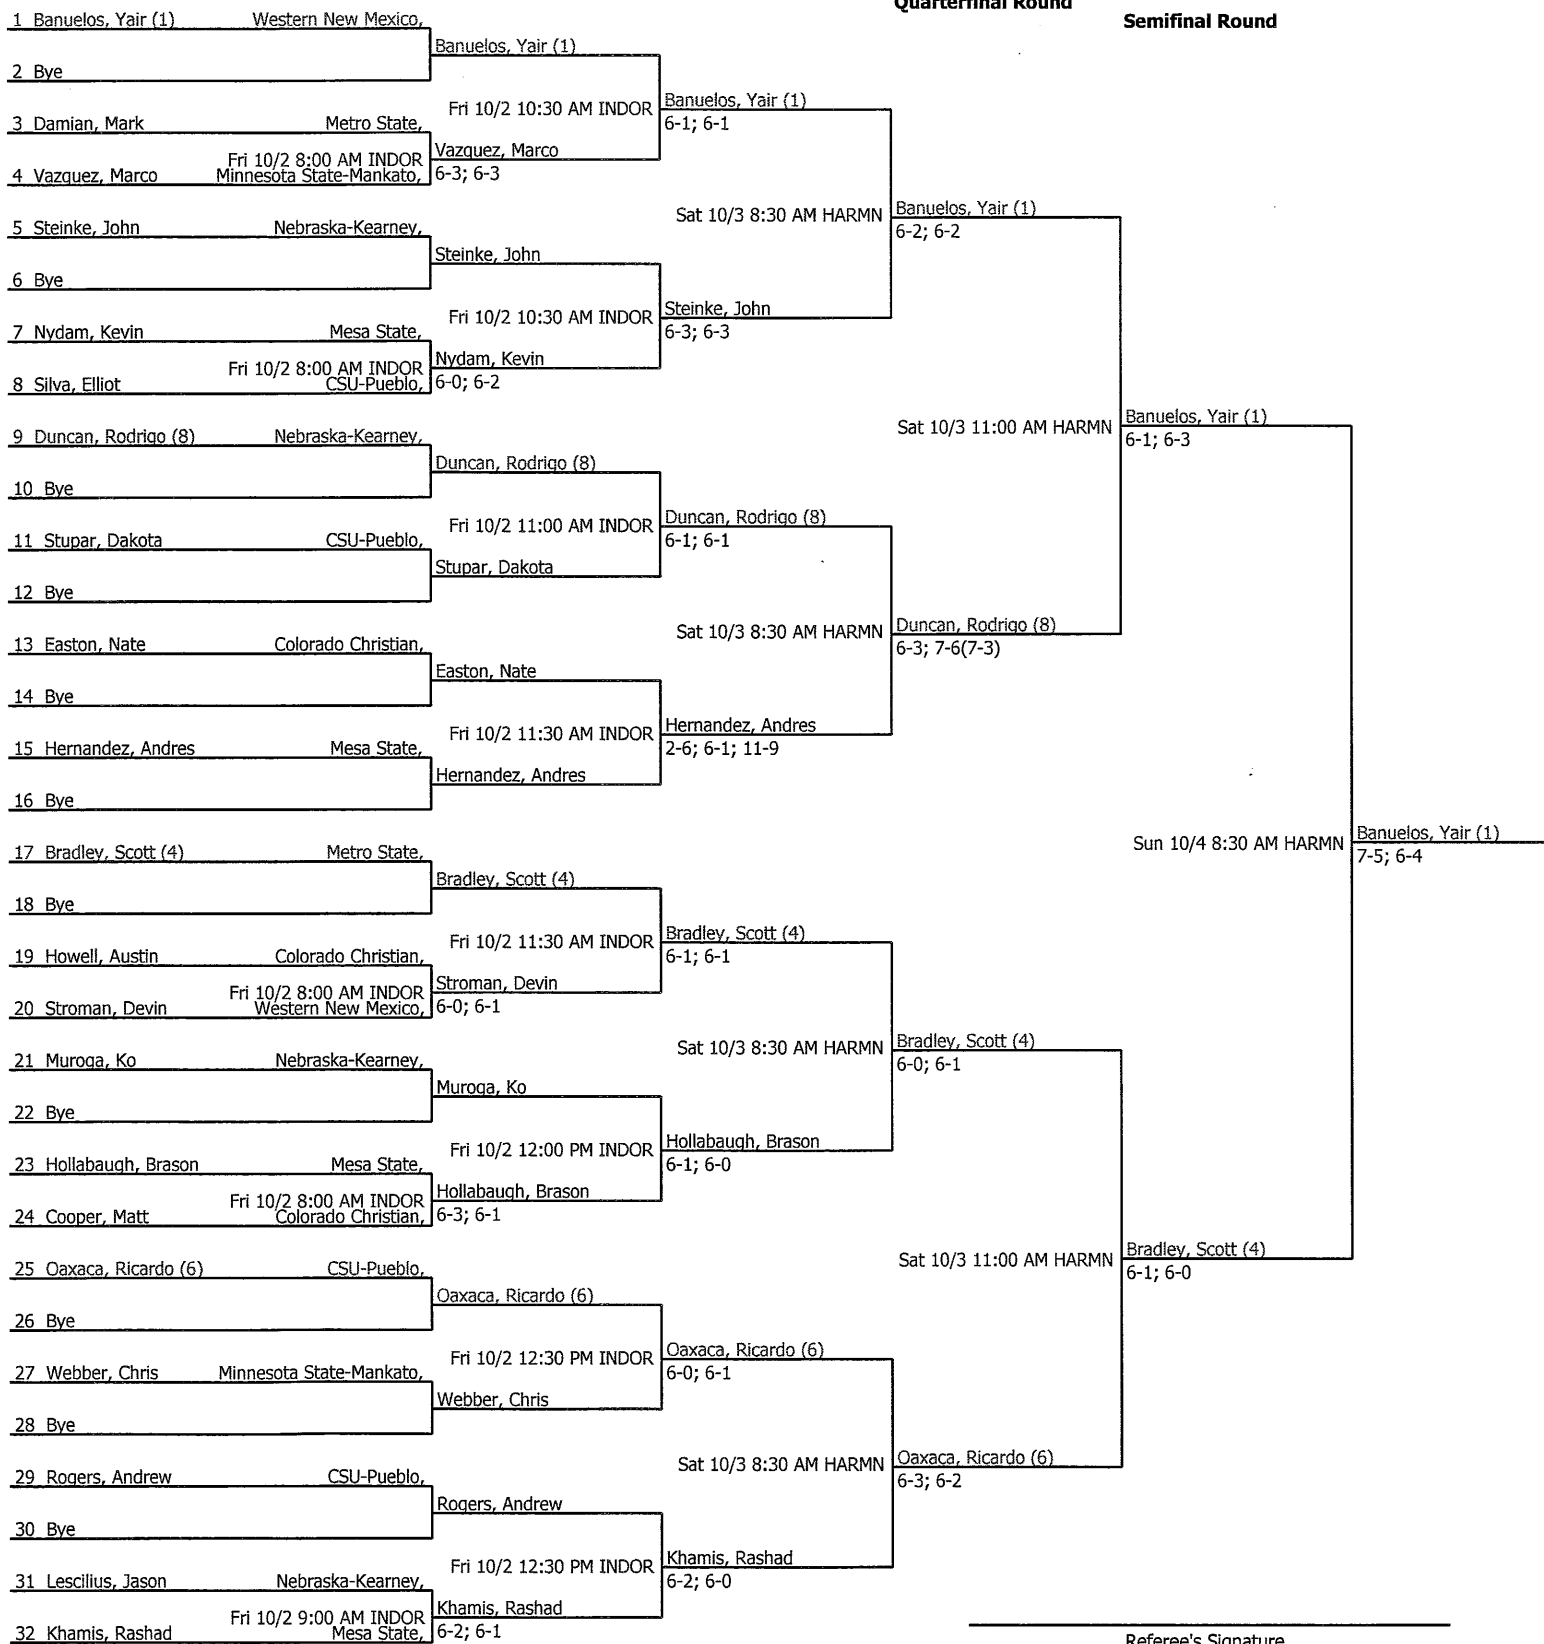 Quarterfinal Round
Semifinal Round
1 Banuelos, Yair (1) Western New Mexico,
Banuelos, Yair (1)
2 Bye
Fri 10/2 10:30 AM INDOR
Banuelos, Yair (1)
6-1; 6-1
3 Damian, Mark Metro State,
Fri 10/2 8:00 AM INDOR
Vazquez, Marco
4 Vazquez, Marco Minnesota State-Mankato,
6-3; 6-3
Sat 10/3 8:30 AM HARMN
Banuelos, Yair (1)
6-2; 6-2
5 Steinke, John Nebraska-Kearney,
Steinke, John
6 Bye
Fri 10/2 10:30 AM INDOR
Steinke, John
6-3; 6-3
7 Nydam, Kevin Mesa State,
Fri 10/2 8:00 AM INDOR
Nydam, Kevin
8 Silva, Elliot CSU-Pueblo,
6-0; 6-2
Sat 10/3 11:00 AM HARMN
Banuelos, Yair (1)
6-1; 6-3
9 Duncan, Rodrigo (8) Nebraska-Kearney,
Duncan, Rodrigo (8)
10 Bye
Fri 10/2 11:00 AM INDOR
Duncan, Rodrigo (8)
6-1; 6-1
11 Stupar, Dakota CSU-Pueblo,
Stupar, Dakota
12 Bye
Sat 10/3 8:30 AM HARMN
Duncan, Rodrigo (8)
6-3; 7-6(7-3)
13 Easton, Nate Colorado Christian,
Easton, Nate
14 Bye
Fri 10/2 11:30 AM INDOR
Hernandez, Andres
2-6; 6-1; 11-9
15 Hernandez, Andres Mesa State,
Hernandez, Andres
16 Bye
Sun 10/4 8:30 AM HARMN
Banuelos, Yair (1)
7-5; 6-4
17 Bradley, Scott (4) Metro State,
Bradley, Scott (4)
18 Bye
Fri 10/2 11:30 AM INDOR
Bradley, Scott (4)
6-1; 6-1
19 Howell, Austin Colorado Christian,
Fri 10/2 8:00 AM INDOR
Stroman, Devin
20 Stroman, Devin Western New Mexico,
6-0; 6-1
Sat 10/3 8:30 AM HARMN
Bradley, Scott (4)
6-0; 6-1
21 Muroga, Ko Nebraska-Kearney,
Muroga, Ko
22 Bye
Fri 10/2 12:00 PM INDOR
Hollabaugh, Brason
6-1; 6-0
23 Hollabaugh, Brason Mesa State,
Fri 10/2 8:00 AM INDOR
Hollabaugh, Brason
24 Cooper, Matt Colorado Christian,
6-3; 6-1
Sat 10/3 11:00 AM HARMN
Bradley, Scott (4)
6-1; 6-0
25 Oaxaca, Ricardo (6) CSU-Pueblo,
Oaxaca, Ricardo (6)
26 Bye
Fri 10/2 12:30 PM INDOR
Oaxaca, Ricardo (6)
6-0; 6-1
27 Webber, Chris Minnesota State-Mankato,
Webber, Chris
28 Bye
Sat 10/3 8:30 AM HARMN
Oaxaca, Ricardo (6)
6-3; 6-2
29 Rogers, Andrew CSU-Pueblo,
Rogers, Andrew
30 Bye
Fri 10/2 12:30 PM INDOR
Khamis, Rashad
6-2; 6-0
31 Lescilius, Jason Nebraska-Kearney,
Fri 10/2 9:00 AM INDOR
Khamis, Rashad
32 Khamis, Rashad Mesa State,
6-2; 6-1
Referee's Signature